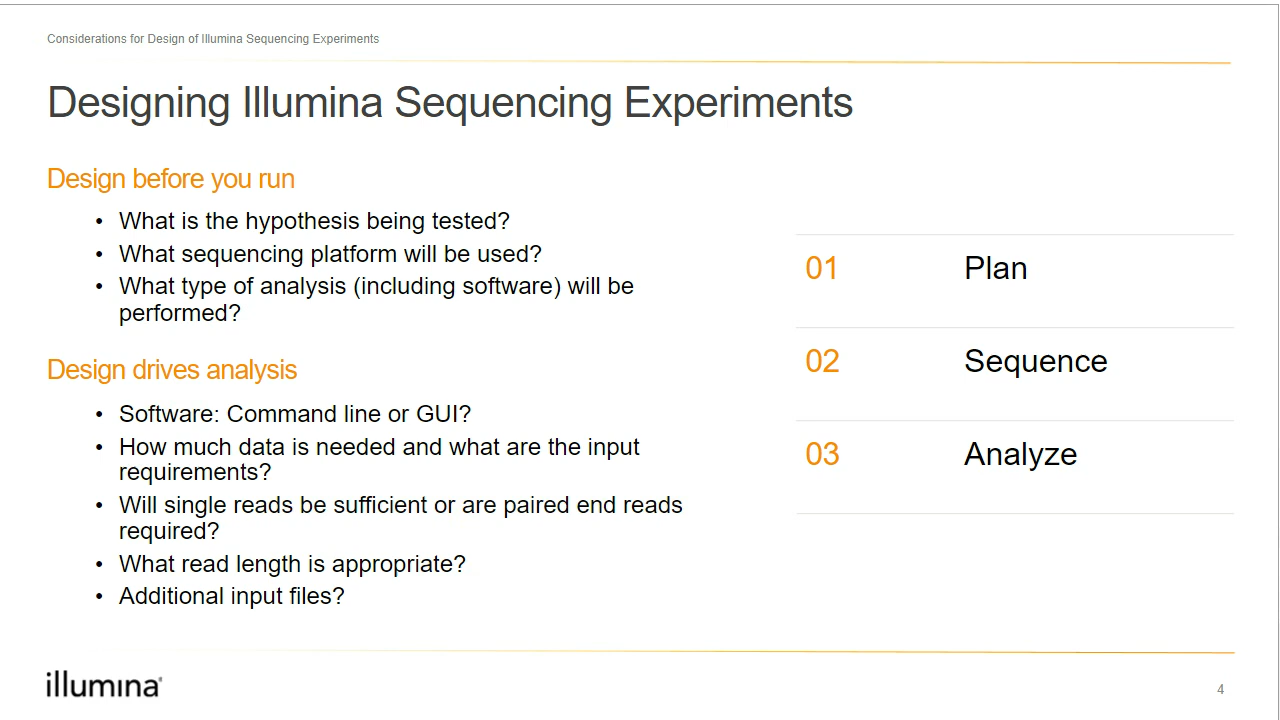 Considerations for Design of Illumina Sequencing Experiments
Designing Illumina Sequencing Experiments
Design before you run
• What is the hypothesis being tested?
• What sequencing platform will be used?
• What type of analysis (including software) will be
performed?
Design drives analysis
• Software: Command line or GUI?
• How much data is needed and what are the input
requirements?
• Will single reads be sufficient or are paired end reads
required?
• What read length is appropriate?
• Additional input files?
01 Plan
02 Sequence
03 Analyze
illumina®
4